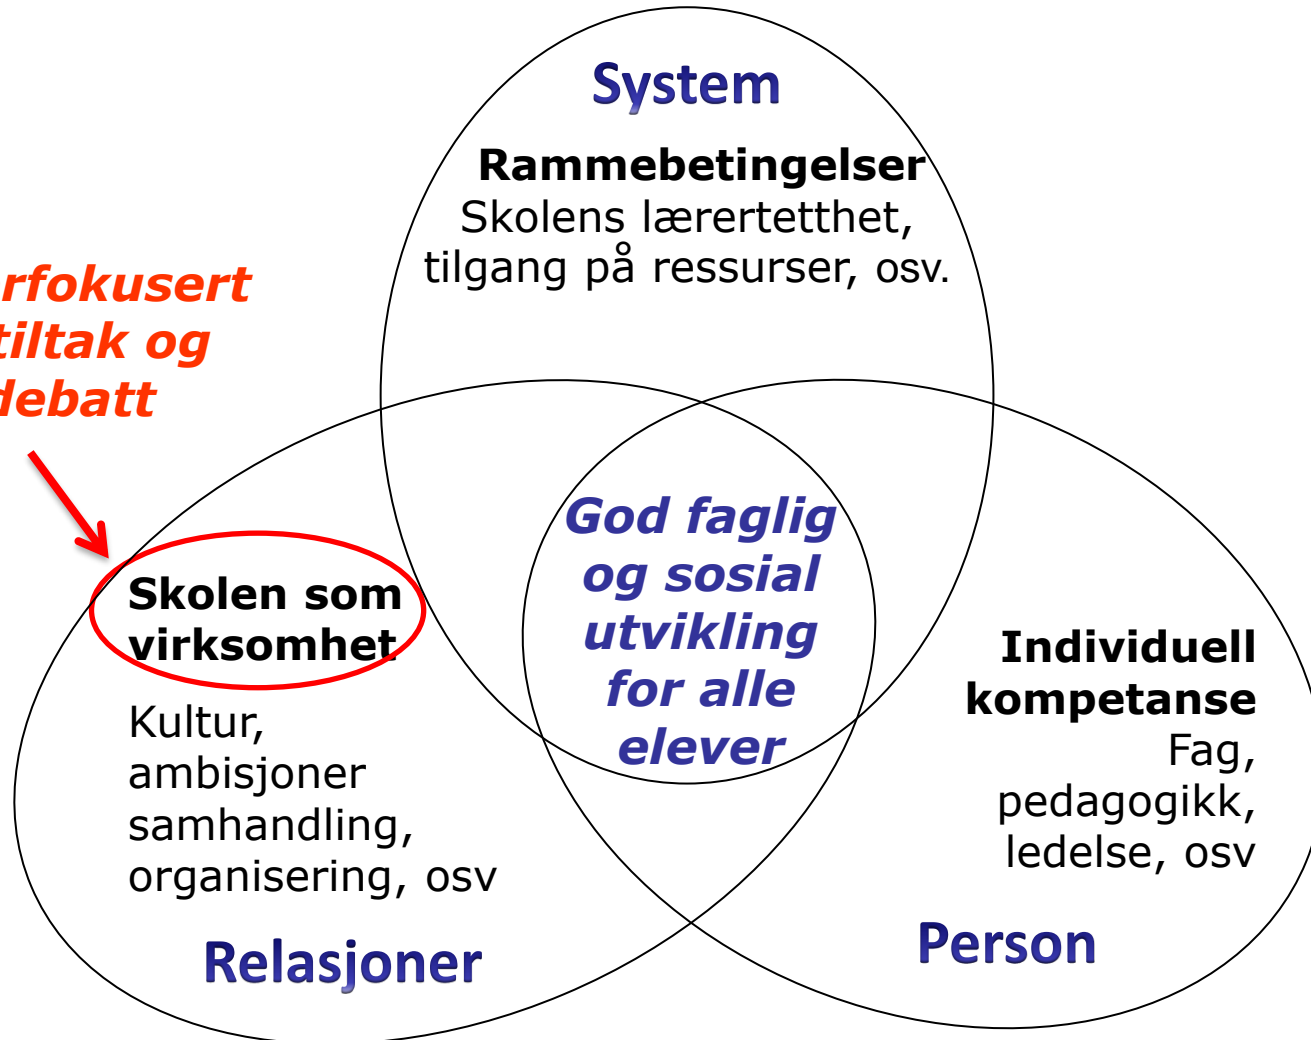 System
Rammebetingelser
Skolens lærertetthet,
tilgang på ressurser, osv.
rfokusert
tiltak og
debatt
God faglig
og sosial
utvikling
for alle
elever
Skolen som
virksomhet
Kultur,
ambisjoner
samhandling,
organisering, osv
Relasjoner
Individuell
kompetanse
Fag,
pedagogikk,
ledelse, osv
Person